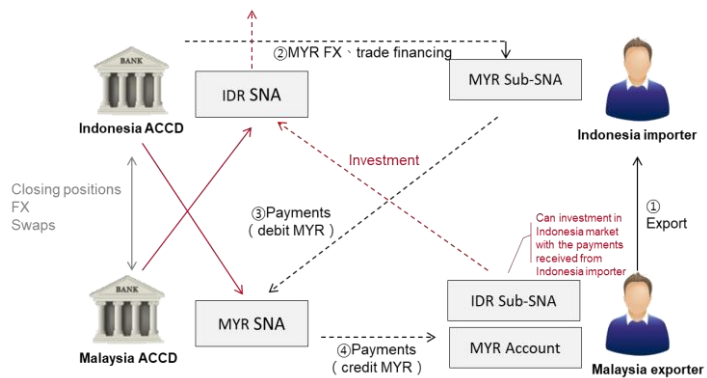 ②MYR FX、trade financing
BANK
IDR SNA
MYR Sub-SNA
Indonesia ACCD
Indonesia importer
Investment
Closing positions
FX
Swaps
③Payments
(debit MYR )
Can investment in
Indonesia market
with the payments
received from
Indonesia importer
①
Export
BANK
IDR Sub-SNA
MYR SNA
MYR Account
Malaysia ACCD
④Payments
(credit MYR )
Malaysia exporter